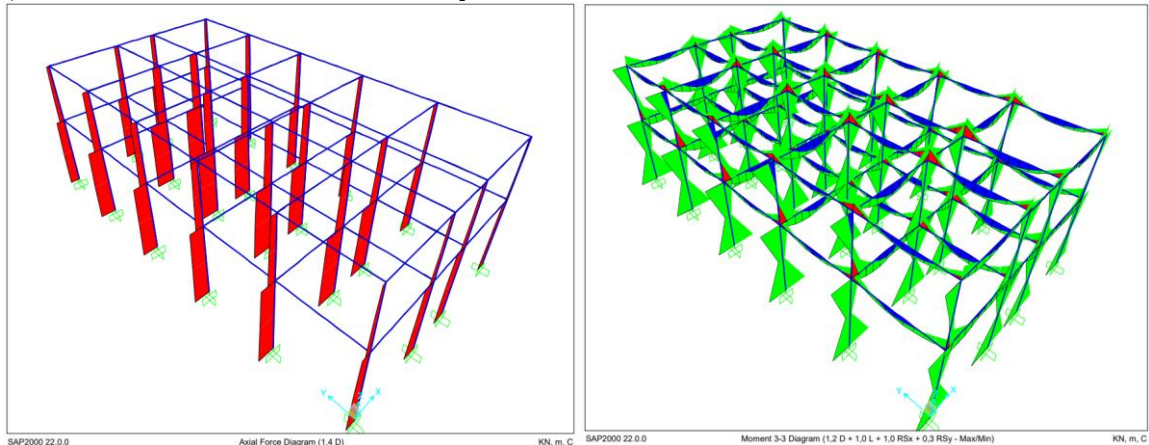 Y
X
SAP2000 22.0.0
Axial Force Diagram (1.4 D)
KN, m, C
Y
X
SAP2000 22.0.0
Moment 3-3 Diagram (1,2 D + 1,0 L + 1,0 RSx + 0,3 RSy - Max/Min)
KN, m, C